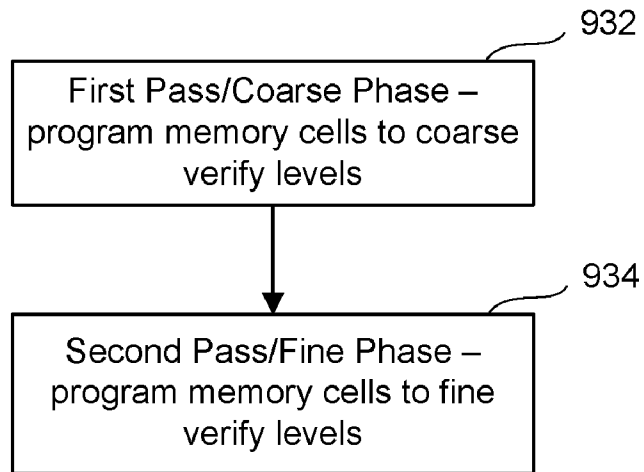 932
First Pass/Coarse Phase –
program memory cells to coarse
verify levels
934
Second Pass/Fine Phase –
program memory cells to fine
verify levels